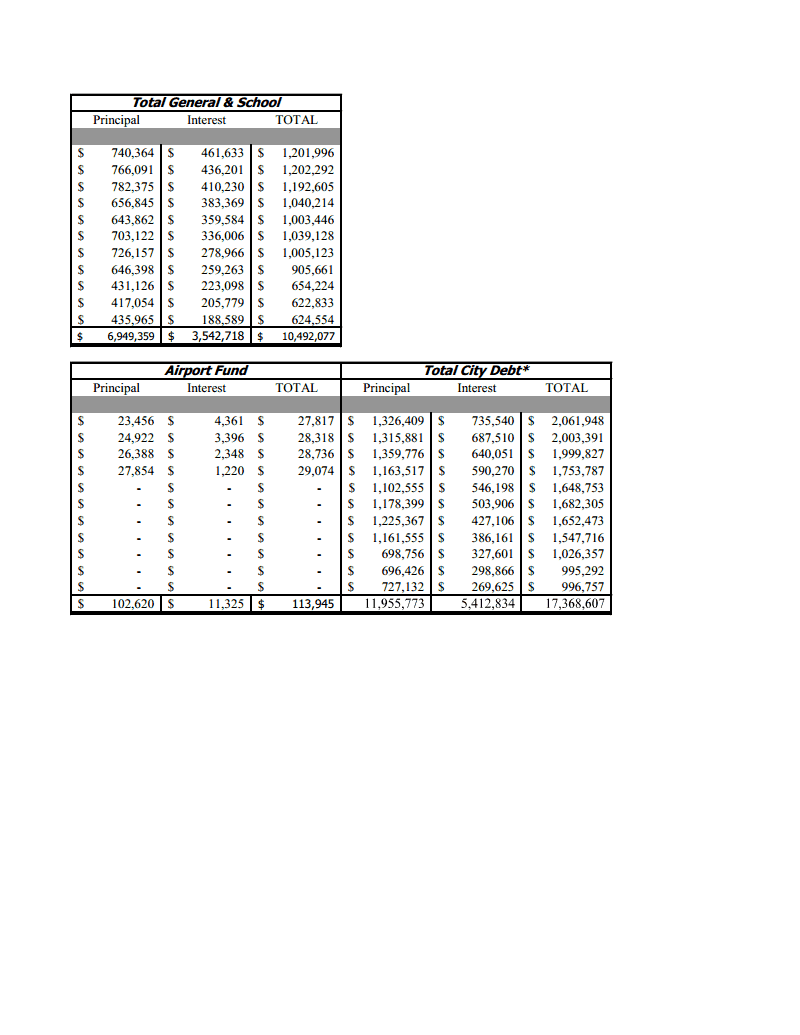 Total General & School
Principal Interest TOTAL
$ 740,364 $ 461,633 $ 1,201,996
$ 766,091 $ 436,201 $ 1,202,292
$ 782,375 $ 410,230 $ 1,192,605
$ 656,845 $ 383,369 $ 1,040,214
$ 643,862 $ 359,584 $ 1,003,446
$ 703,122 $ 336,006 $ 1,039,128
$ 726,157 $ 278,966 $ 1,005,123
$ 646,398 $ 259,263 $ 905,661
$ 431,126 $ 223,098 $ 654,224
$ 417,054 $ 205,779 $ 622,833
$ 435,965 $ 188,589 $ 624,554
$ 6,949,359 $ 3,542,718 $ 10,492,077
Airport Fund Total City Debt*
Principal Interest TOTAL Principal Interest TOTAL
$ 23,456 $ 4,361 $ 27,817 $ 1,326,409 $ 735,540 $ 2,061,948
$ 24,922 $ 3,396 $ 28,318 $ 1,315,881 $ 687,510 $ 2,003,391
$ 26,388 $ 2,348 $ 28,736 $ 1,359,776 $ 640,051 $ 1,999,827
$ 27,854 $ 1,220 $ 29,074 $ 1,163,517 $ 590,270 $ 1,753,787
$ - $ - $ - $ 1,102,555 $ 546,198 $ 1,648,753
$ - $ - $ - $ 1,178,399 $ 503,906 $ 1,682,305
$ - $ - $ - $ 1,225,367 $ 427,106 $ 1,652,473
$ - $ - $ - $ 1,161,555 $ 386,161 $ 1,547,716
$ - $ - $ - $ 698,756 $ 327,601 $ 1,026,357
$ - $ - $ - $ 696,426 $ 298,866 $ 995,292
$ - $ - $ - $ 727,132 $ 269,625 $ 996,757
$ 102,620 $ 11,325 $ 113,945 11,955,773 5,412,834 17,368,607